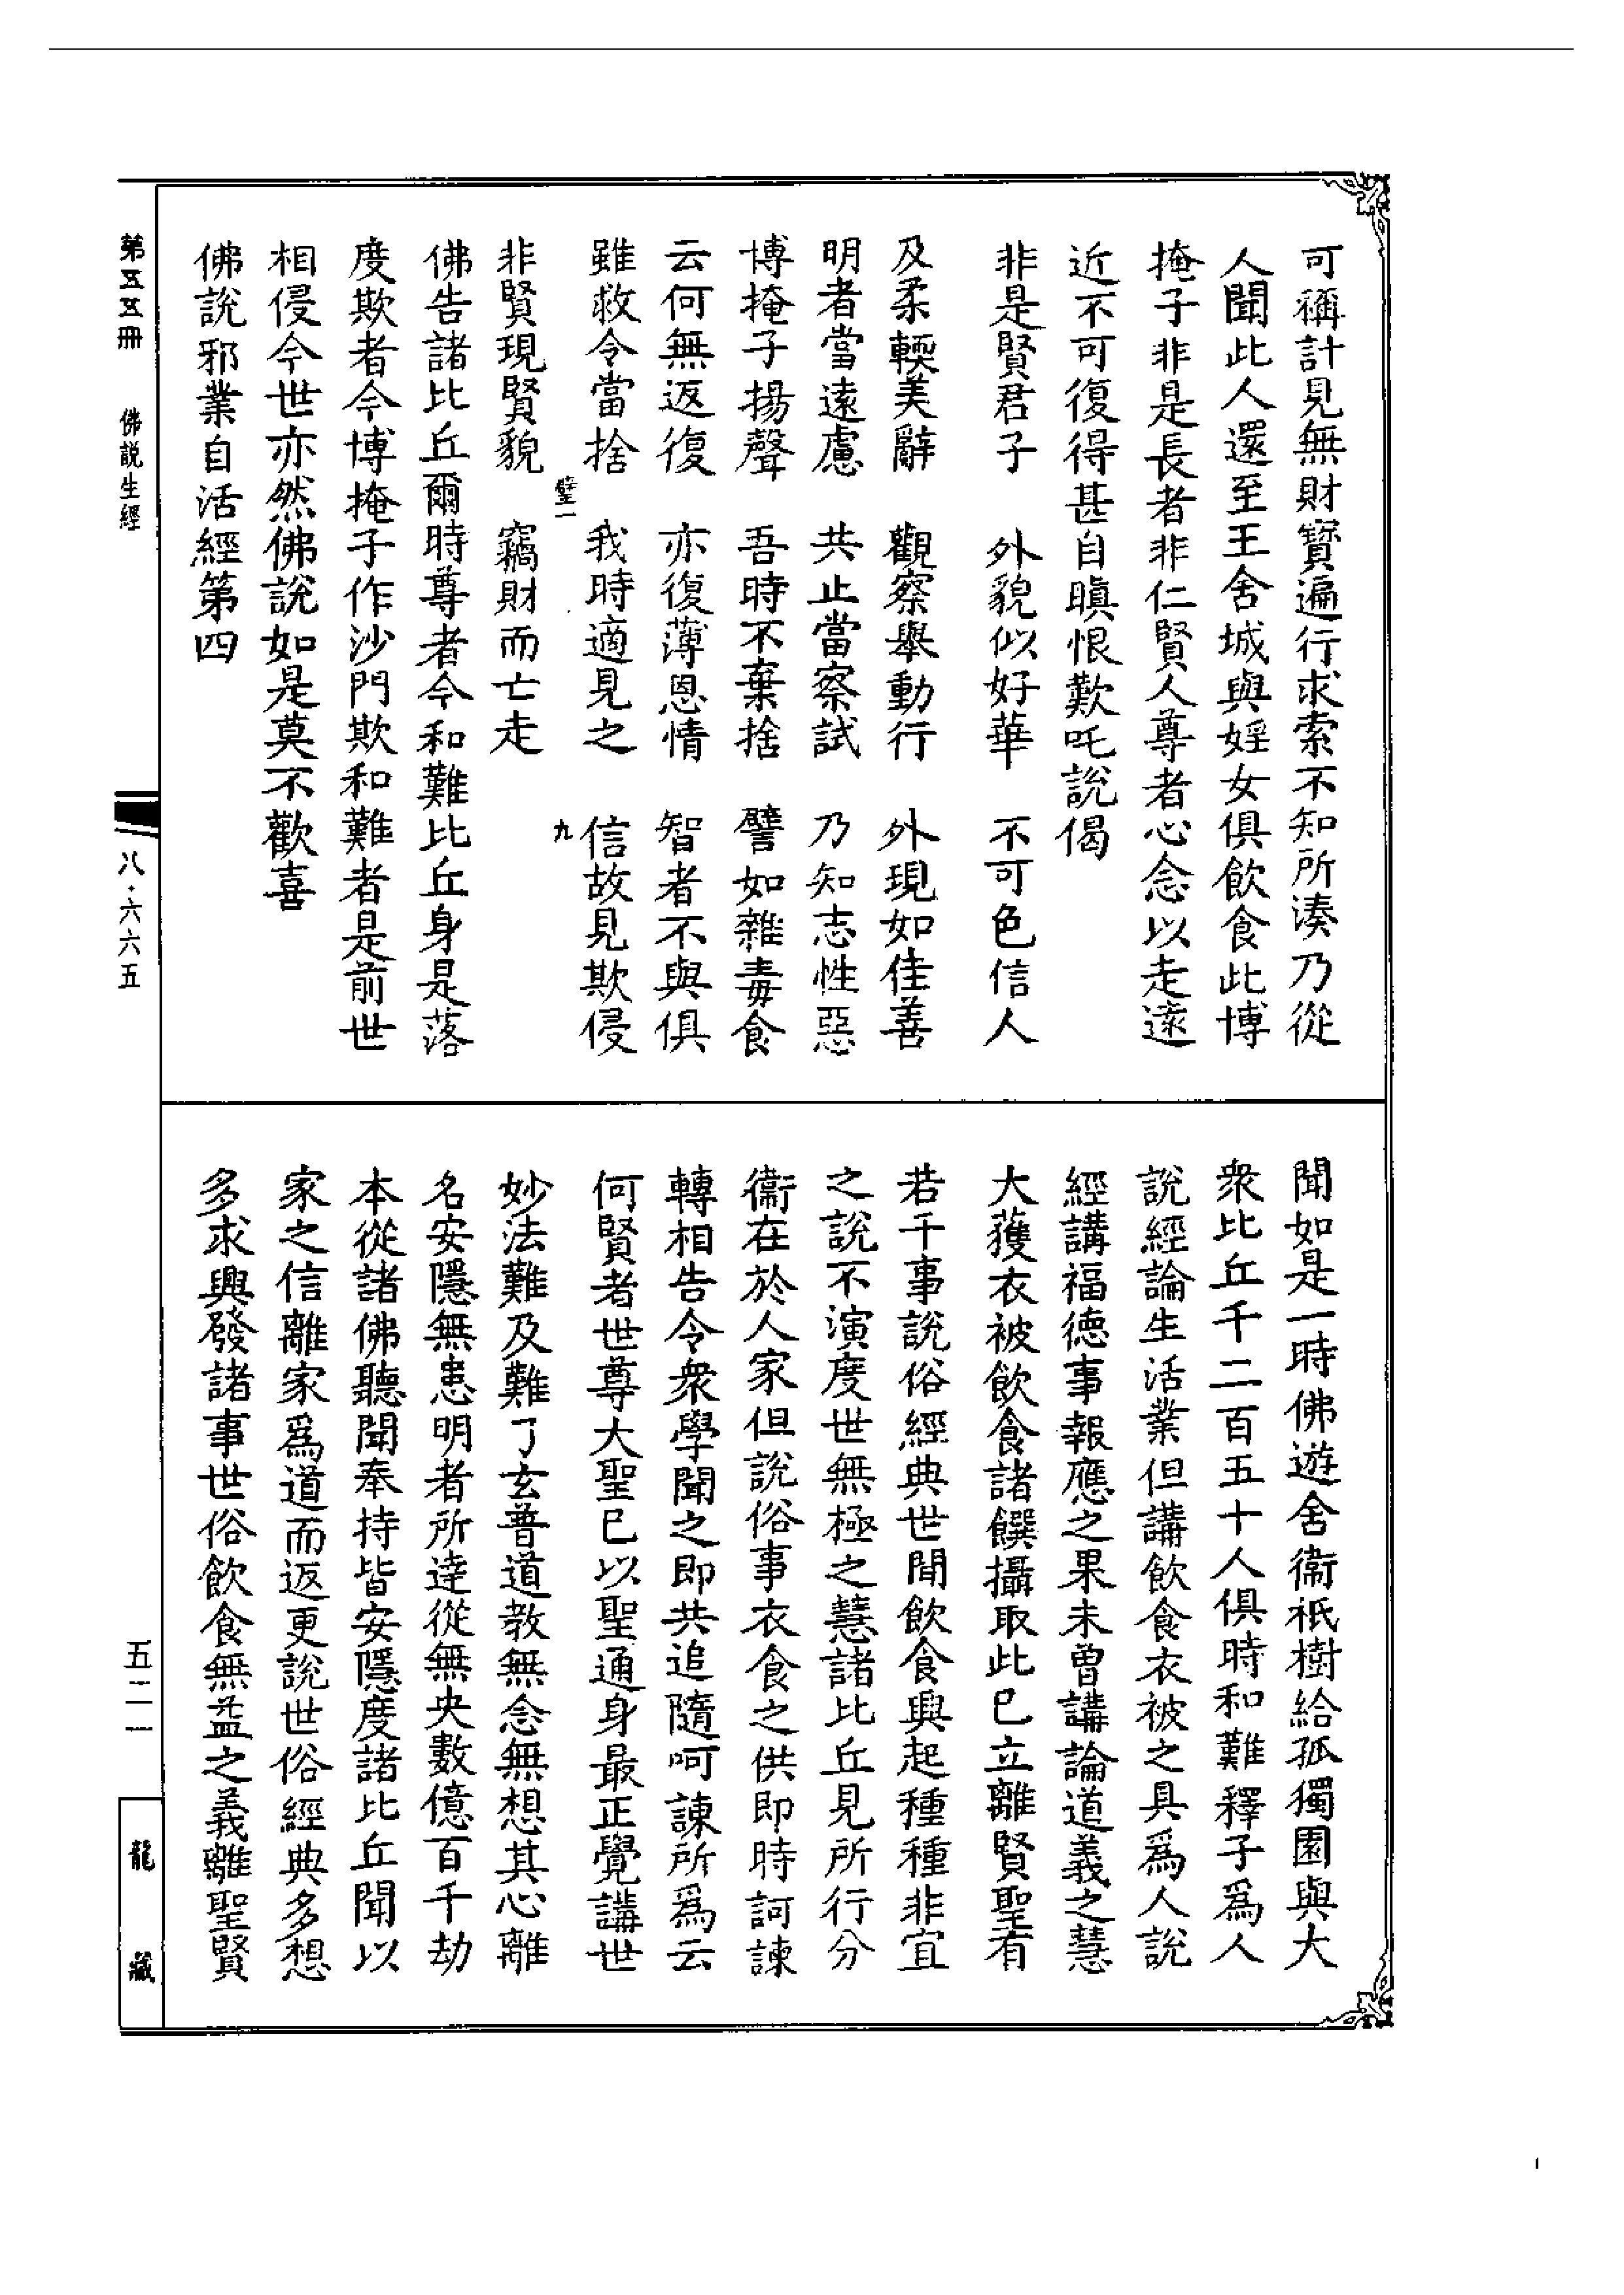 可稱計見無財寶遍行求索不知所湊乃從
人聞此人還至王舍城與婬女俱飲食此博
掩子非是長者非仁賢人尊者心念以走遠
近不可復得甚自瞋恨歎吒說偈
非是賢君子　外貌似好華　不可色信人
及柔輭美辭　觀察舉動行　外現如佳善
明者當遠慮　共止當察試　乃知志性惡
博掩子揚聲　吾時不棄捨　譬如雜毒食
云何無返復　亦復薄恩情　智者不與俱
雖救令當捨　我時適見之　信故見欺侵
璧一　九
非賢現賢貌　竊財而亡走
佛告諸比丘爾時尊者今和難比丘身是落
度欺者今博掩子作沙門欺和難者是前世
相侵今世亦然佛說如是莫不歡喜
佛說邪業自活經第四
聞如是一時佛遊舍衞祇樹給孤獨園與大
衆比丘千二百五十人俱時和難釋子爲人
說經論生活業但講飲食衣被之具爲人說
經講福德事報應之果未曾講論道義之慧
大獲衣被飲食諸饌攝取此已立離賢聖有
若干事說俗經典世閒飲食興起種種非宜
之說不演度世無極之慧諸比丘見所行分
衞在於人家但說俗事衣食之供即時訶諫
轉相告令衆學聞之即共追隨呵諫所爲云
何賢者世尊大聖已以聖通身最正覺講世
妙法難及難了玄普道教無念無想其心離
名安隱無患明者所達從無央數億百千劫
本從諸佛聽聞奉持皆安隱度諸比丘聞以
家之信離家爲道而返更說世俗經典多想
多求興發諸事世俗飲食無益之義離聖賢
第五五冊　佛說生經
八·六六五
五二一
龍藏